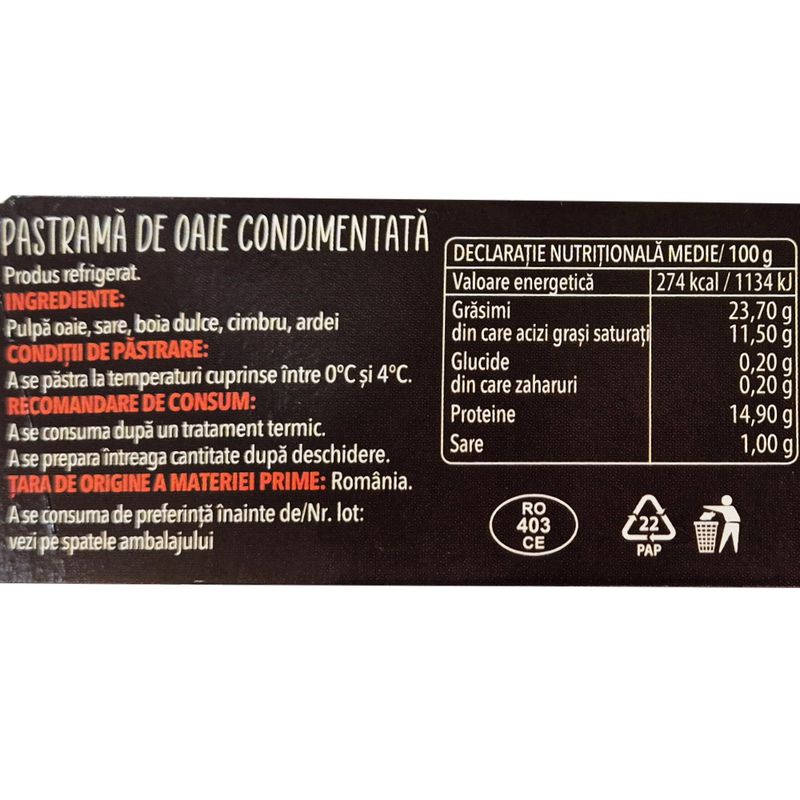 PASTRAMĂ DE OAIE CONDIMENTATĂ
Produs refrigerat.
INGREDIENTE:
Pulpă oaie, sare, boia dulce, cimbru, ardei
CONDIȚII DE PĂSTRARE:
A se păstra la temperaturi cuprinse între 0°C și 4°C.
RECOMANDARE DE CONSUM:
A se consuma după un tratament termic.
A se prepara întreaga cantitate după deschidere.
ȚARA DE ORIGINE A MATERIEI PRIME: România.
A se consuma de preferință înainte de/Nr. lot:
vezi pe spatele ambalajului
DECLARAȚIE NUTRIȚIONALĂ MEDIE/ 100 g
Valoare energetică 274 kcal / 1134 kJ
Grăsimi 23,70 g
din care acizi grași saturați 11,50 g
Glucide 0,20 g
din care zaharuri 0,20 g
Proteine 14,90 g
Sare 1,00 g
RO
403
CE
22
PAP